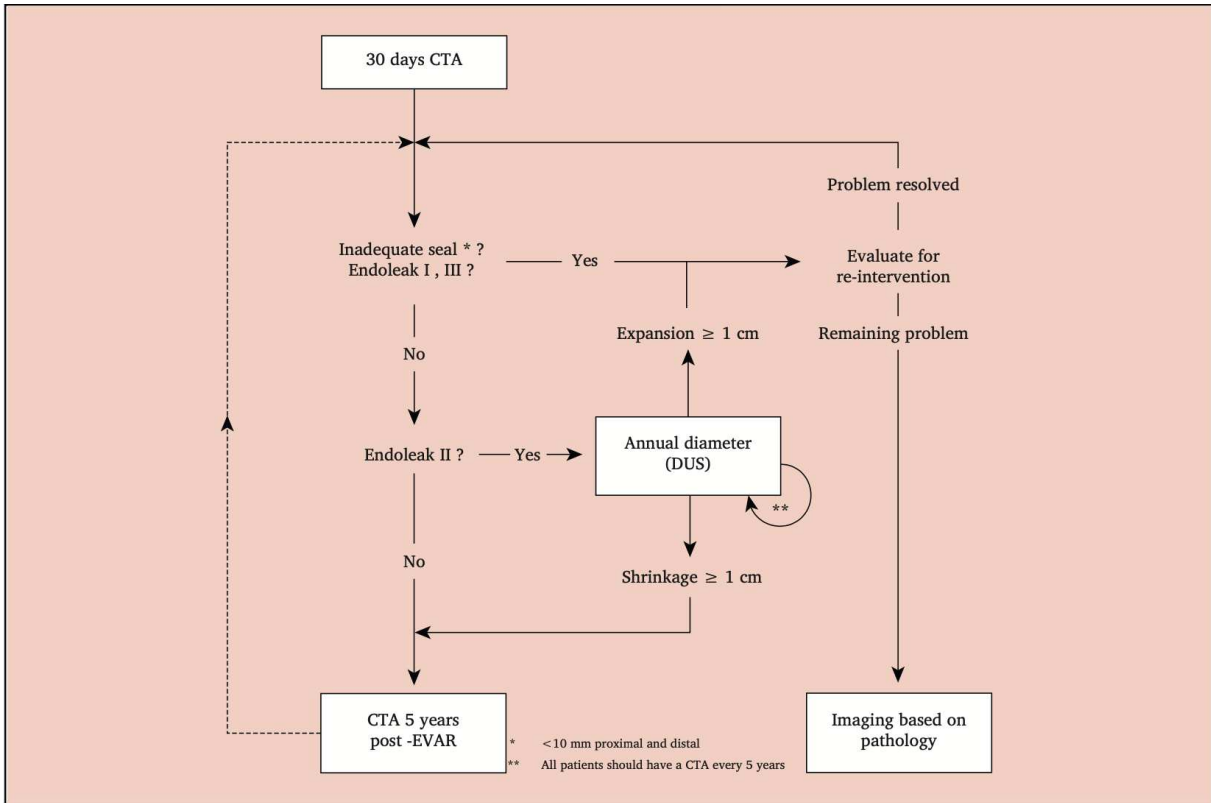 30 days CTA
Problem resolved
Inadequate seal * ?
Endoleak I , III ?
Yes
Evaluate for
re-intervention
Expansion ≥ 1 cm
Remaining problem
No
Endoleak II ?
Yes
Annual diameter
(DUS)
**
No
Shrinkage ≥ 1 cm
CTA 5 years
post -EVAR
* <10 mm proximal and distal
** All patients should have a CTA every 5 years
Imaging based on
pathology